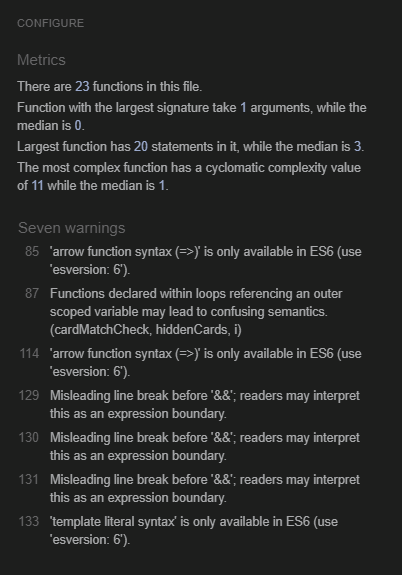 CONFIGURE
Metrics
There are 23 functions in this file.
Function with the largest signature take 1 arguments, while the
median is 0.
Largest function has 20 statements in it, while the median is 3.
The most complex function has a cyclomatic complexity value
of 11 while the median is 1.
Seven warnings
85 'arrow function syntax (=>)' is only available in ES6 (use
'esversion: 6').
87 Functions declared within loops referencing an outer
scoped variable may lead to confusing semantics.
(cardMatchCheck, hiddenCards, i)
114 'arrow function syntax (=>)' is only available in ES6 (use
'esversion: 6').
129 Misleading line break before '&&'; readers may interpret
this as an expression boundary.
130 Misleading line break before '&&'; readers may interpret
this as an expression boundary.
131 Misleading line break before '&&'; readers may interpret
this as an expression boundary.
133 'template literal syntax' is only available in ES6 (use
'esversion: 6').